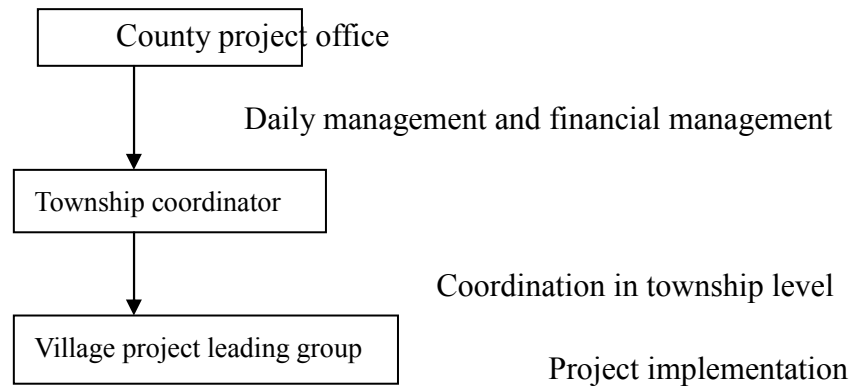 County project office
Daily management and financial management
Township coordinator
Coordination in township level
Village project leading group
Project implementation